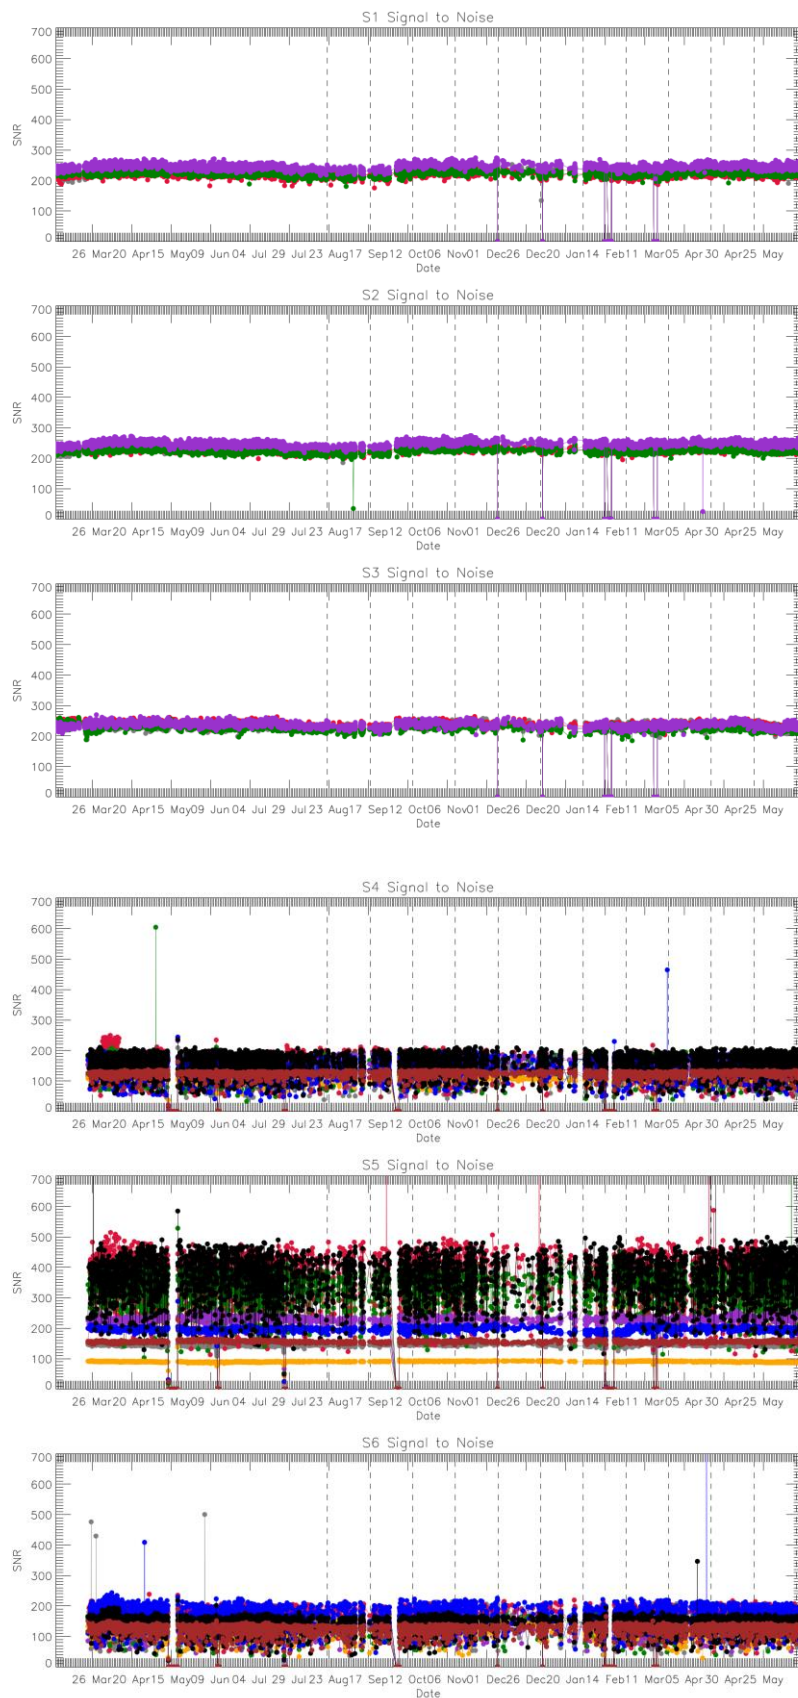 S1 Signal to Noise
700
600
500
400
300
200
100
0
SNR
26 Mar20 Apr15 May09 Jun04 Jul 29 Jul 23 Aug17 Sep12 Oct06 Nov01 Dec26 Dec20 Jan14 Feb11 Mar05 Apr30 Apr25 May
Date
S2 Signal to Noise
700
600
500
400
300
200
100
0
SNR
26 Mar20 Apr15 May09 Jun04 Jul 29 Jul 23 Aug17 Sep12 Oct06 Nov01 Dec26 Dec20 Jan14 Feb11 Mar05 Apr30 Apr25 May
Date
S3 Signal to Noise
700
600
500
400
300
200
100
0
SNR
26 Mar20 Apr15 May09 Jun04 Jul 29 Jul 23 Aug17 Sep12 Oct06 Nov01 Dec26 Dec20 Jan14 Feb11 Mar05 Apr30 Apr25 May
Date
S4 Signal to Noise
700
600
500
400
300
200
100
0
SNR
26 Mar20 Apr15 May09 Jun04 Jul 29 Jul 23 Aug17 Sep12 Oct06 Nov01 Dec26 Dec20 Jan14 Feb11 Mar05 Apr30 Apr25 May
Date
S5 Signal to Noise
700
600
500
400
300
200
100
0
SNR
26 Mar20 Apr15 May09 Jun04 Jul 29 Jul 23 Aug17 Sep12 Oct06 Nov01 Dec26 Dec20 Jan14 Feb11 Mar05 Apr30 Apr25 May
Date
S6 Signal to Noise
700
600
500
400
300
200
100
0
SNR
26 Mar20 Apr15 May09 Jun04 Jul 29 Jul 23 Aug17 Sep12 Oct06 Nov01 Dec26 Dec20 Jan14 Feb11 Mar05 Apr30 Apr25 May
Date